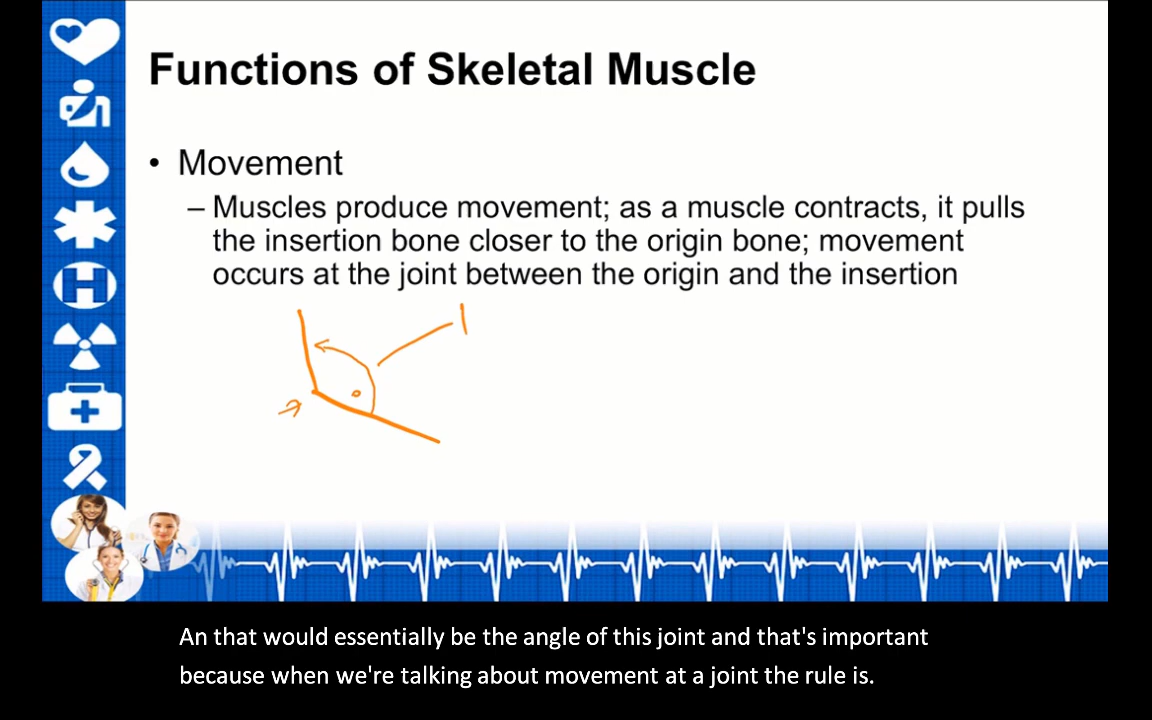 Functions of Skeletal Muscle
• Movement
– Muscles produce movement; as a muscle contracts, it pulls
the insertion bone closer to the origin bone; movement
occurs at the joint between the origin and the insertion
H
An that would essentially be the angle of this joint and that's important
because when we're talking about movement at a joint the rule is.